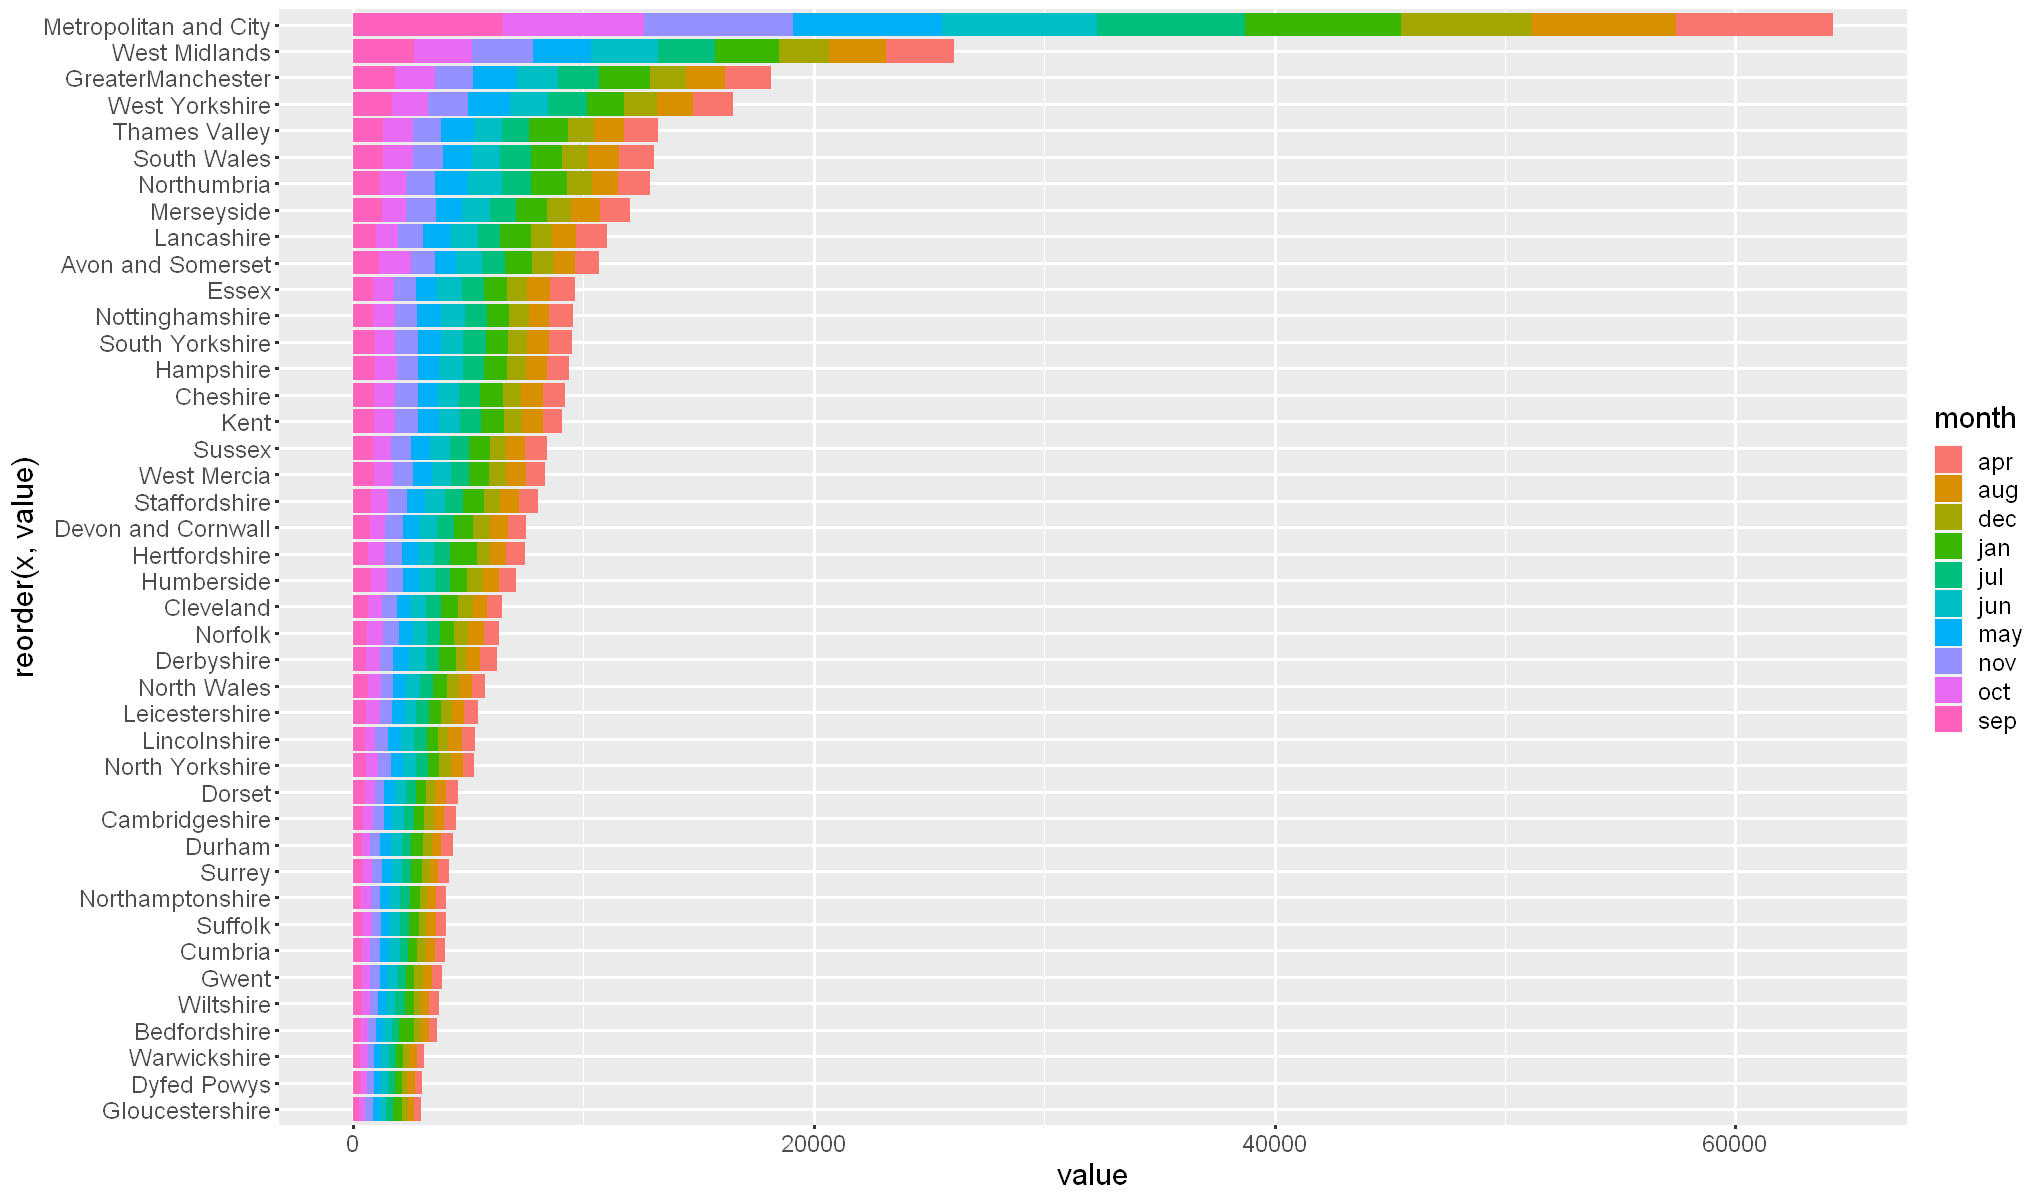 reorder(x, value)
Metropolitan and City
West Midlands
GreaterManchester
West Yorkshire
Thames Valley
South Wales
Northumbria
Merseyside
Lancashire
Avon and Somerset
Essex
Nottinghamshire
South Yorkshire
Hampshire
Cheshire
Kent
Sussex
West Mercia
Staffordshire
Devon and Cornwall
Hertfordshire
Humberside
Cleveland
Norfolk
Derbyshire
North Wales
Leicestershire
Lincolnshire
North Yorkshire
Dorset
Cambridgeshire
Durham
Surrey
Northamptonshire
Suffolk
Cumbria
Gwent
Wiltshire
Bedfordshire
Warwickshire
Dyfed Powys
Gloucestershire
0 20000 40000 60000
value
month
apr
aug
dec
jan
jul
jun
may
nov
oct
sep